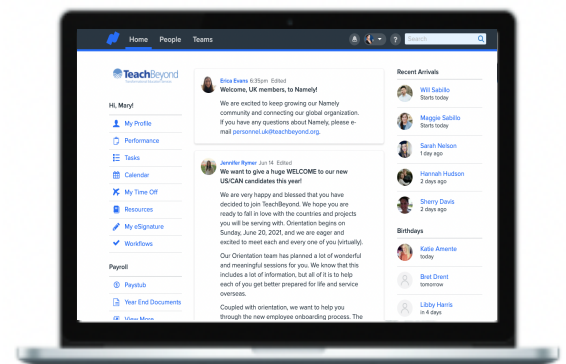 Home People Teams
Search
TeachBeyond
Hi, Mary!
My Profile
Performance
Tasks
Calendar
My Time Off
Resources
My eSignature
Workflows
Payroll
Paystub
Year End Documents
View More
Erica Evans 6:35pm Edited
Welcome, UK members, to Namely!
We are excited to keep growing our Namely
community and connecting our global organization.
If you have any questions about Namely, please e-
mail personnel.uk@teachbeyond.org.
Jennifer Rymer Jun 14 Edited
We want to give a huge WELCOME to our new
US/CAN candidates this year!
We are very happy and blessed that you have
decided to join TeachBeyond. We hope you are
ready to fall in love with the countries and projects
you will be serving with. Orientation begins on
Sunday, June 20, 2021, and we are eager and
excited to meet each and every one of you (virtually).
Our Orientation team has planned a lot of wonderful
and meaningful sessions for you. We know that this
includes a lot of information, but all of it is to help
each of you get better prepared for life and service
overseas.
Coupled with orientation, we want to help you
through the new employee onboarding process. The
Recent Arrivals
Will Sabillo
Starts today
Maggie Sabillo
Starts today
Sarah Nelson
1 day ago
Hannah Hudson
2 days ago
Sherry Davis
2 days ago
Birthdays
Katie Amente
today
Bret Drent
tomorrow
Libby Harris
in 4 days